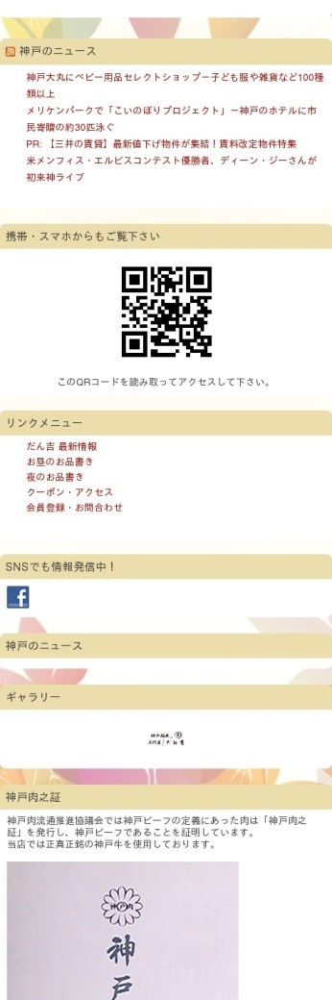 神戸のニュース
神戸大丸にベビー用品セレクトショップ－子ども服や雑貨など100種
類以上
メリケンパークで「こいのぼりプロジェクト」－神戸のホテルに市
民寄贈の約30匹泳ぐ
PR: 【三井の賃貸】最新値下げ物件が集結！賃料改定物件特集
米メンフィス・エルビスコンテスト優勝者、ディーン・ジーさんが
初来神ライブ
携帯・スマホからもご覧下さい
このQRコードを読み取ってアクセスして下さい。
リンクメニュー
だん吉 最新情報
お昼のお品書き
夜のお品書き
クーポン・アクセス
会員登録・お問合わせ
SNSでも情報発信中！
神戸のニュース
ギャラリー
神戸肉之証
神戸肉流通推進協議会では神戸ビーフの定義にあった肉は「神戸肉之
証」を発行し、神戸ビーフであることを証明しています。
当店では正真正銘の神戸牛を使用しております。
神戸肉
神戸